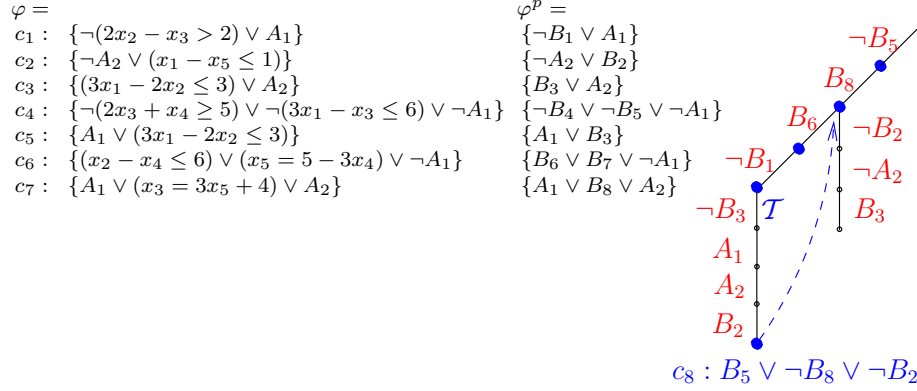 φ = φᵖ =
c₁ : {¬(2x₂ − x₃ > 2) ∨ A₁} {¬B₁ ∨ A₁}
c₂ : {¬A₂ ∨ (x₁ − x₅ ≤ 1)} {¬A₂ ∨ B₂}
c₃ : {(3x₁ − 2x₂ ≤ 3) ∨ A₂} {B₃ ∨ A₂}
c₄ : {¬(2x₃ + x₄ ≥ 5) ∨ ¬(3x₁ − x₃ ≤ 6) ∨ ¬A₁} {¬B₄ ∨ ¬B₅ ∨ ¬A₁}
c₅ : {A₁ ∨ (3x₁ − 2x₂ ≤ 3)} {A₁ ∨ B₃}
c₆ : {(x₂ − x₄ ≤ 6) ∨ (x₅ = 5 − 3x₄) ∨ ¬A₁} {B₆ ∨ B₇ ∨ ¬A₁}
c₇ : {A₁ ∨ (x₃ = 3x₅ + 4) ∨ A₂} {A₁ ∨ B₈ ∨ A₂}
¬B₅
B₈
B₆
¬B₁
¬B₃
𝒯
A₁
A₂
B₂
¬B₂
¬A₂
B₃
c₈ : B₅ ∨ ¬B₈ ∨ ¬B₂